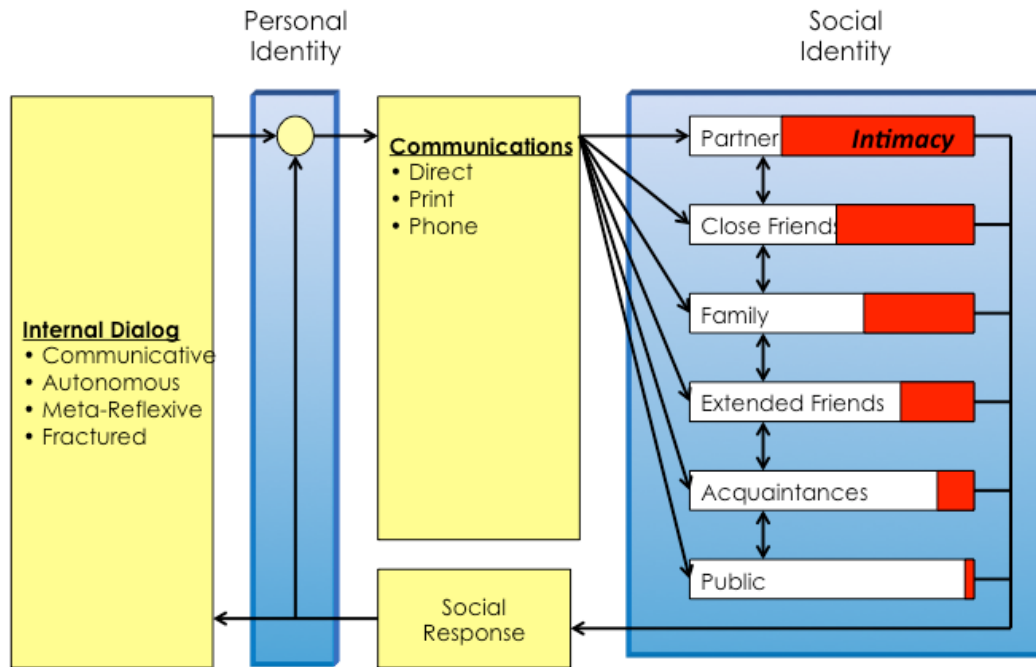 Personal
Identity
Social
Identity
Internal Dialog
• Communicative
• Autonomous
• Meta-Reflexive
• Fractured
Communications
• Direct
• Print
• Phone
Social
Response
Partner
Intimacy
Close Friends
Family
Extended Friends
Acquaintances
Public